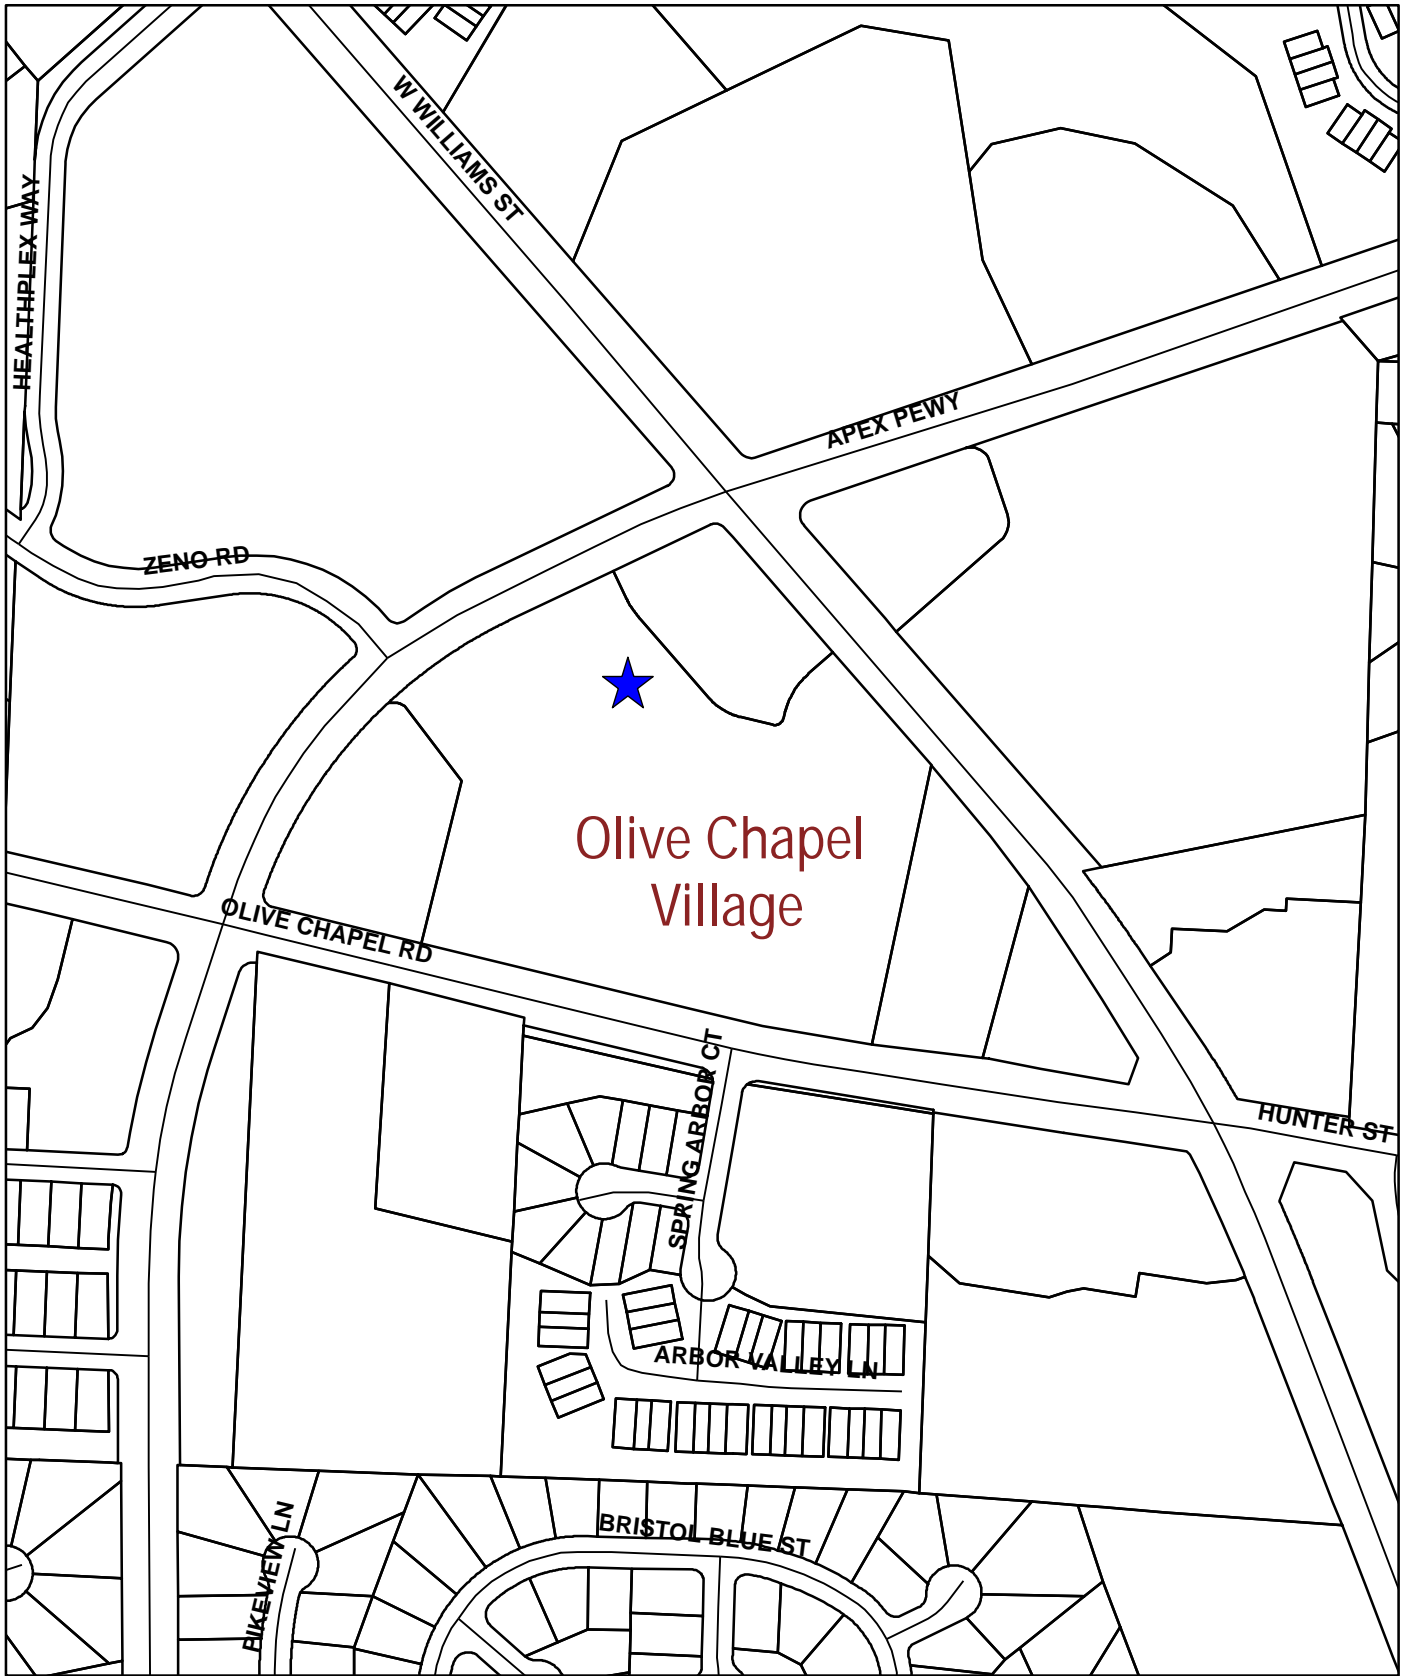 W WILLIAMS ST
HEALTHPLEX WAY
APEX PEWY
ZENO RD
Olive Chapel
Village
OLIVE CHAPEL RD
SPRING ARBOR CT
HUNTER ST
ARBOR VALLEY LN
BRISTOL BLUE ST
PIKEVIEW LN